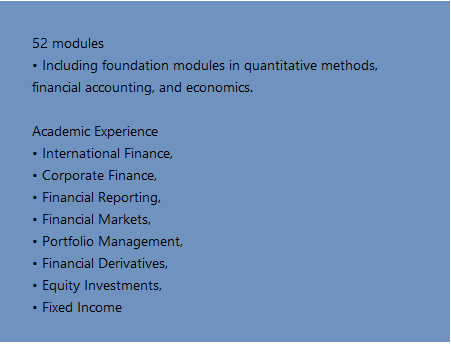 52 modules
• Including foundation modules in quantitative methods,
financial accounting, and economics.
Academic Experience
• International Finance,
• Corporate Finance,
• Financial Reporting,
• Financial Markets,
• Portfolio Management,
• Financial Derivatives,
• Equity Investments,
• Fixed Income